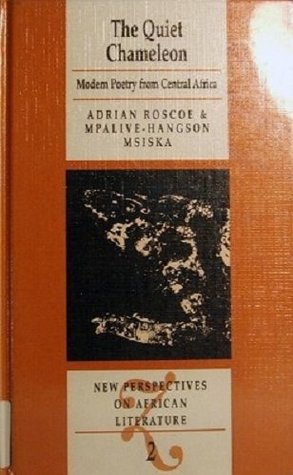 The Quiet
Chameleon
Modern Poetry from Central Africa
ADRIAN ROSCOE &
MPALIVE-HANGSON
MSISKA
NEW PERSPECTIVES
ON AFRICAN
LITERATURE
2